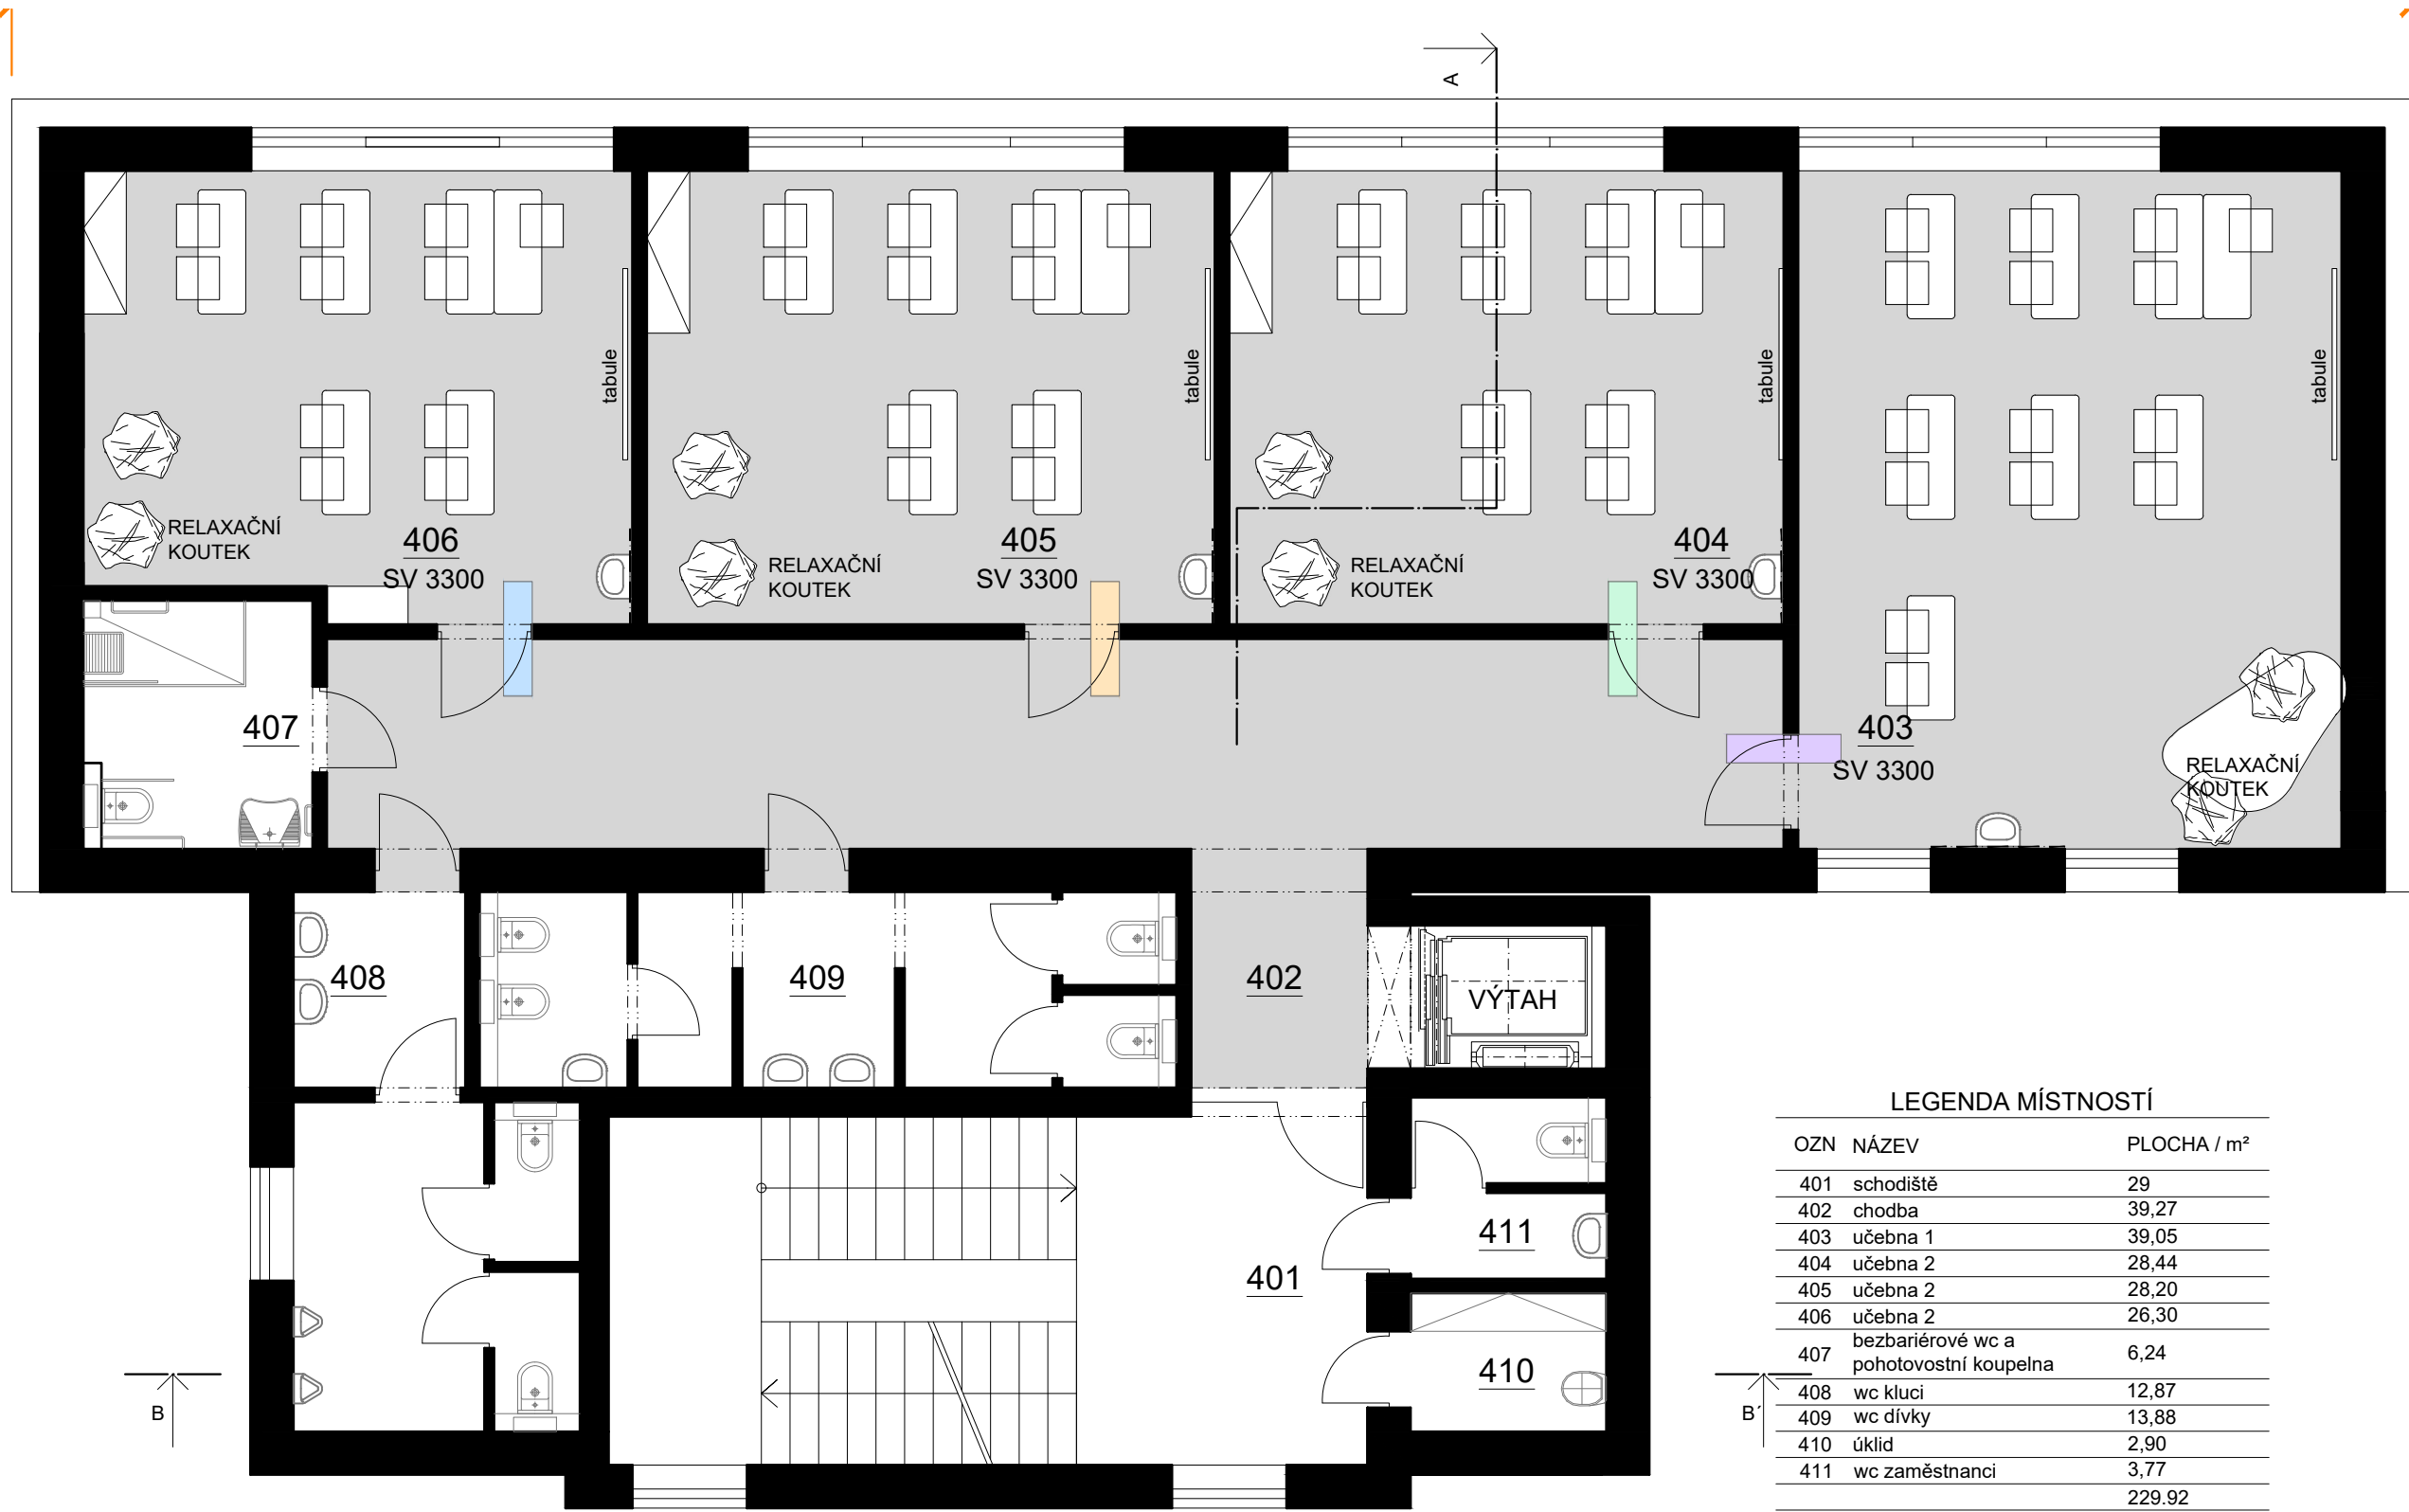 A
tabule
tabule
tabule
tabule
RELAXAČNÍ
KOUTEK
406
SV 3300
RELAXAČNÍ
KOUTEK
405
SV 3300
RELAXAČNÍ
KOUTEK
404
SV 3300
407
403
SV 3300
RELAXAČNÍ
KOUTEK
408
409
402
VÝTAH
411
401
410
B
B´
LEGENDA MÍSTNOSTÍ
OZN NÁZEV PLOCHA / m²
401 schodiště 29
402 chodba 39,27
403 učebna 1 39,05
404 učebna 2 28,44
405 učebna 2 28,20
406 učebna 2 26,30
407 bezbariérové wc a
pohotovostní koupelna 6,24
408 wc kluci 12,87
409 wc dívky 13,88
410 úklid 2,90
411 wc zaměstnanci 3,77
229.92